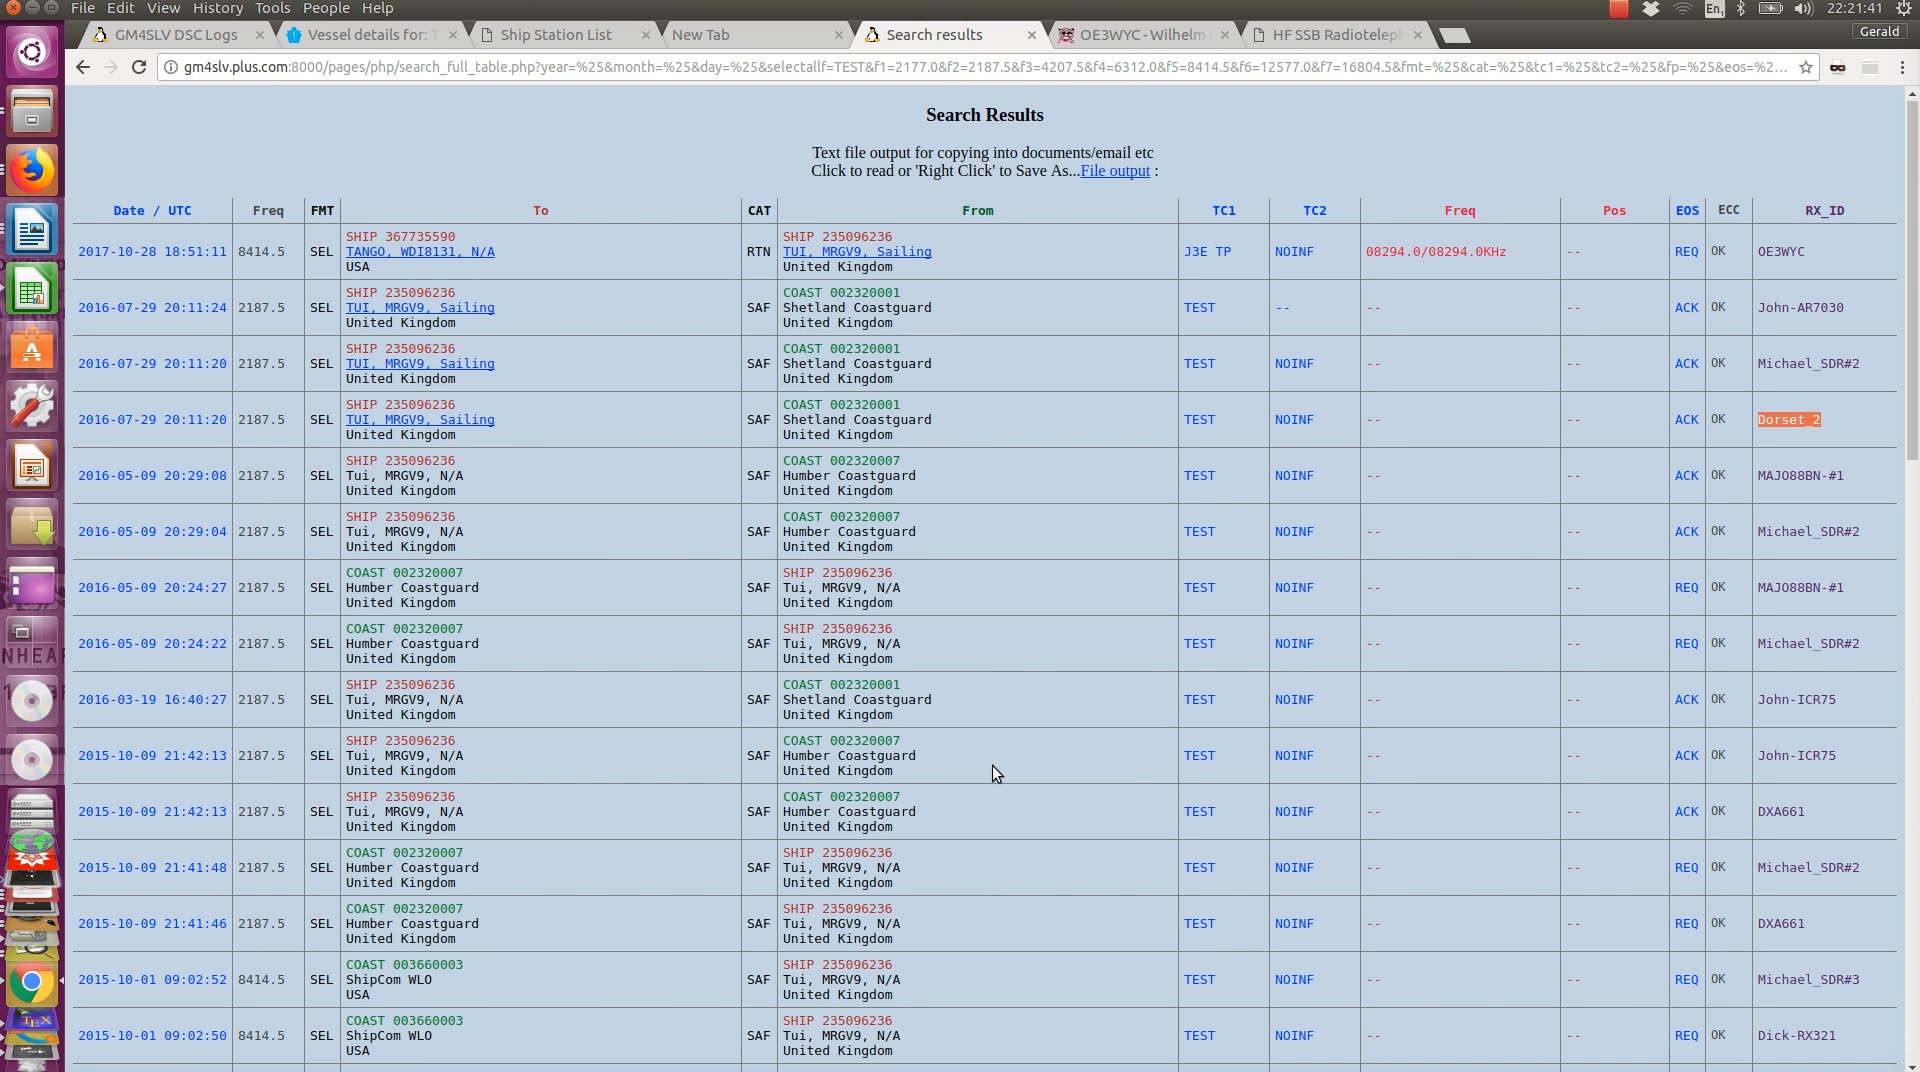 File Edit View History Tools People Help
En1
22:21:41
GM4SLV DSC Logs
Vessel details for: T
Ship Station List
New Tab
Search results
OE3WYC - Wilhelm
HF SSB Radioteleph
Gerald
gm4slv.plus.com:8000/pages/php/search_full_table.php?year=%25&month=%25&day=%25&selectallf=TEST&f1=2177.0&f2=2187.5&f3=4207.5&f4=6312.0&f5=8414.5&f6=12577.0&f7=16804.5&fmt=%25&cat=%25&tc1=%25&tc2=%25&fp=%25&eos=%2...
Search Results
Text file output for copying into documents/email etc
Click to read or 'Right Click' to Save As...File output :
Date / UTC Freq FMT To CAT From TC1 TC2 Freq Pos EOS ECC RX_ID
SHIP 367735590 SHIP 235096236
2017-10-28 18:51:11 8414.5 SEL TANGO, WDI8131, N/A RTN TUI, MRGV9, Sailing J3E TP NOINF 08294.0/08294.0KHz -- REQ OK OE3WYC
USA United Kingdom
SHIP 235096236 COAST 002320001
2016-07-29 20:11:24 2187.5 SEL TUI, MRGV9, Sailing SAF Shetland Coastguard TEST -- -- -- ACK OK John-AR7030
United Kingdom United Kingdom
SHIP 235096236 COAST 002320001
2016-07-29 20:11:20 2187.5 SEL TUI, MRGV9, Sailing SAF Shetland Coastguard TEST NOINF -- -- ACK OK Michael_SDR#2
United Kingdom United Kingdom
SHIP 235096236 COAST 002320001
2016-07-29 20:11:20 2187.5 SEL TUI, MRGV9, Sailing SAF Shetland Coastguard TEST NOINF -- -- ACK OK Dorset_2
United Kingdom United Kingdom
SHIP 235096236 COAST 002320007
2016-05-09 20:29:08 2187.5 SEL Tui, MRGV9, N/A SAF Humber Coastguard TEST NOINF -- -- ACK OK MAJO88BN-#1
United Kingdom United Kingdom
SHIP 235096236 COAST 002320007
2016-05-09 20:29:04 2187.5 SEL Tui, MRGV9, N/A SAF Humber Coastguard TEST NOINF -- -- ACK OK Michael_SDR#2
United Kingdom United Kingdom
COAST 002320007 SHIP 235096236
2016-05-09 20:24:27 2187.5 SEL Humber Coastguard SAF Tui, MRGV9, N/A TEST NOINF -- -- REQ OK MAJO88BN-#1
United Kingdom United Kingdom
COAST 002320007 SHIP 235096236
2016-05-09 20:24:22 2187.5 SEL Humber Coastguard SAF Tui, MRGV9, N/A TEST NOINF -- -- REQ OK Michael_SDR#2
United Kingdom United Kingdom
SHIP 235096236 COAST 002320001
2016-03-19 16:40:27 2187.5 SEL Tui, MRGV9, N/A SAF Shetland Coastguard TEST NOINF -- -- ACK OK John-ICR75
United Kingdom United Kingdom
SHIP 235096236 COAST 002320007
2015-10-09 21:42:13 2187.5 SEL Tui, MRGV9, N/A SAF Humber Coastguard TEST NOINF -- -- ACK OK John-ICR75
United Kingdom United Kingdom
SHIP 235096236 COAST 002320007
2015-10-09 21:42:13 2187.5 SEL Tui, MRGV9, N/A SAF Humber Coastguard TEST NOINF -- -- ACK OK DXA661
United Kingdom United Kingdom
COAST 002320007 SHIP 235096236
2015-10-09 21:41:48 2187.5 SEL Humber Coastguard SAF Tui, MRGV9, N/A TEST NOINF -- -- REQ OK Michael_SDR#2
United Kingdom United Kingdom
COAST 002320007 SHIP 235096236
2015-10-09 21:41:46 2187.5 SEL Humber Coastguard SAF Tui, MRGV9, N/A TEST NOINF -- -- REQ OK DXA661
United Kingdom United Kingdom
COAST 003660003 SHIP 235096236
2015-10-01 09:02:52 8414.5 SEL ShipCom WLO SAF Tui, MRGV9, N/A TEST NOINF -- -- REQ OK Michael_SDR#3
USA United Kingdom
COAST 003660003 SHIP 235096236
2015-10-01 09:02:50 8414.5 SEL ShipCom WLO SAF Tui, MRGV9, N/A TEST NOINF -- -- REQ OK Dick-RX321
USA United Kingdom